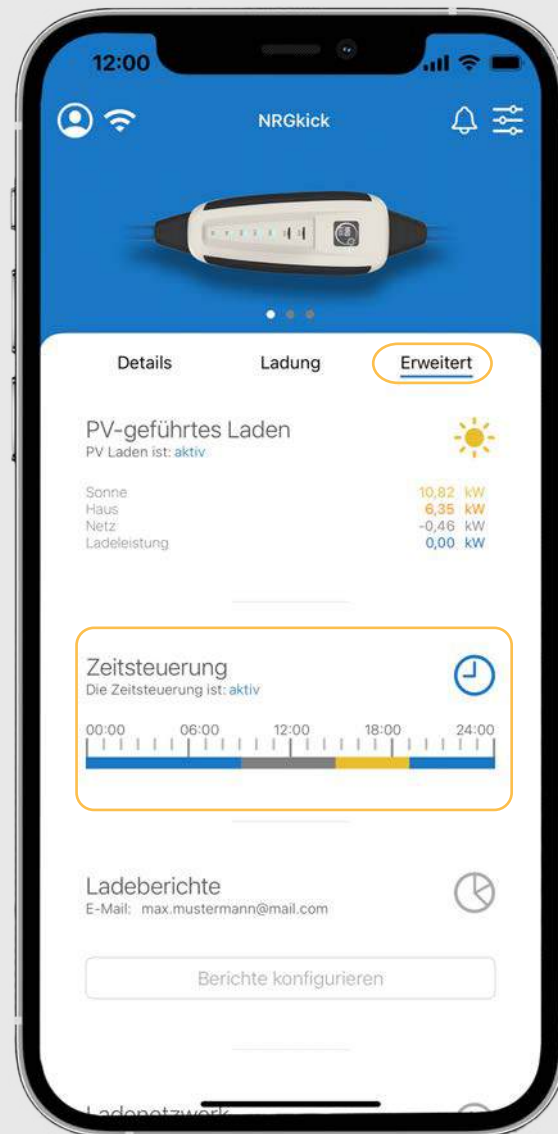 12:00
NRGkick
Details Ladung Erweitert
PV-geführtes Laden
PV Laden ist: aktiv
Sonne 10,82 kW
Haus 6,35 kW
Netz -0,46 kW
Ladeleistung 0,00 kW
Zeitsteuerung
Die Zeitsteuerung ist: aktiv
00:00 06:00 12:00 18:00 24:00
Ladeberichte
E-Mail: max.mustermann@mail.com
Berichte konfigurieren
Ladenetzwerk